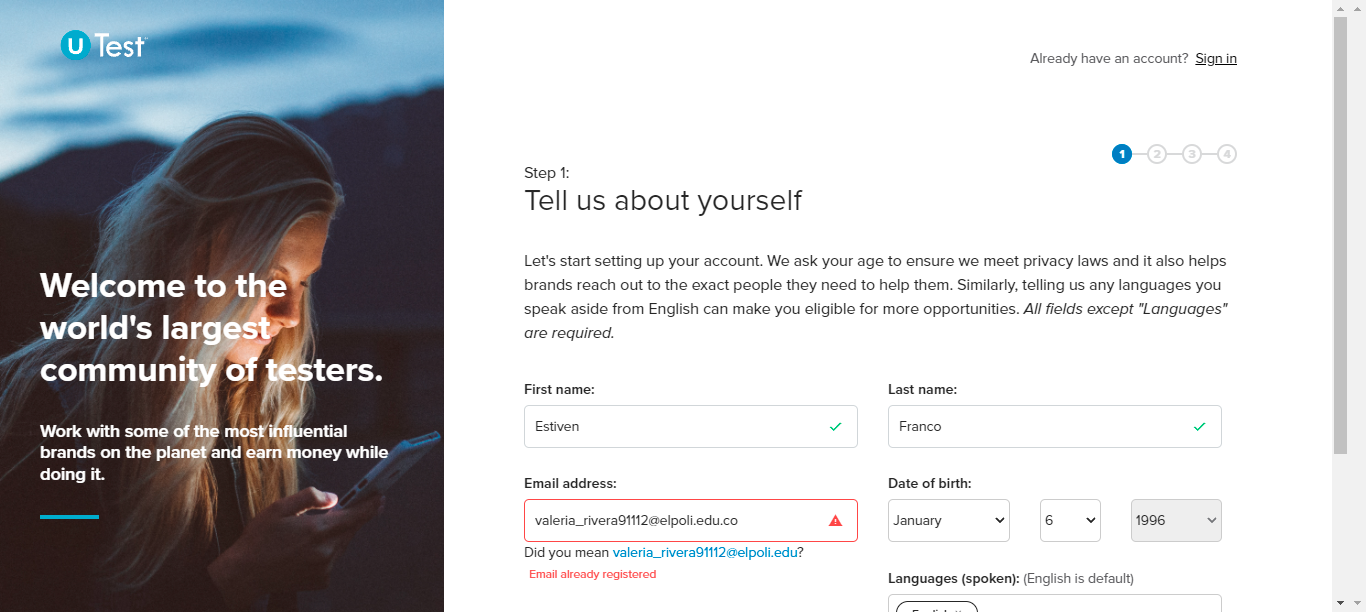 U Test
Already have an account? Sign in
1 2 3 4
Step 1:
Tell us about yourself
Let's start setting up your account. We ask your age to ensure we meet privacy laws and it also helps
brands reach out to the exact people they need to help them. Similarly, telling us any languages you
speak aside from English can make you eligible for more opportunities. All fields except "Languages"
are required.
Welcome to the
world's largest
community of testers.
Work with some of the most influential
brands on the planet and earn money while
doing it.
First name:
Estiven
Last name:
Franco
Email address:
valeria_rivera91112@elpoli.edu.co
Did you mean valeria_rivera91112@elpoli.edu?
Email already registered
Date of birth:
January 6 1996
Languages (spoken): (English is default)